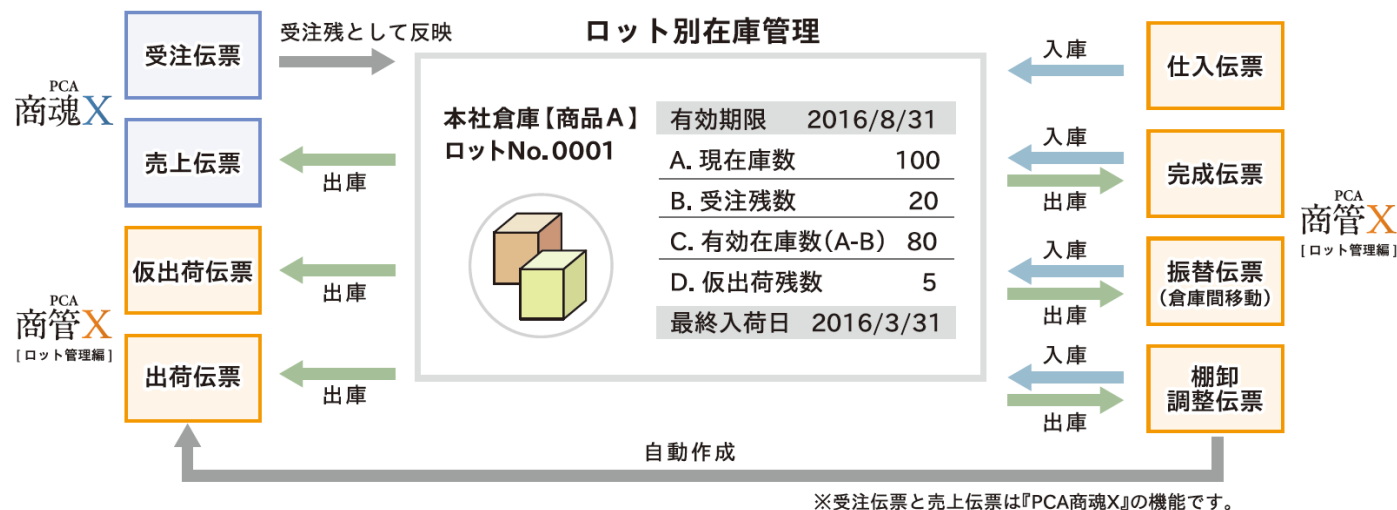 ロット別在庫管理
受注残として反映
受注伝票
PCA
商魂X
売上伝票
出庫
仮出荷伝票
出庫
PCA
商管X
[ロット管理編]
出荷伝票
出庫
本社倉庫【商品A】
ロットNo.0001
有効期限 2016/8/31
A. 現在庫数 100
B. 受注残数 20
C. 有効在庫数(A-B) 80
D. 仮出荷残数 5
最終入荷日 2016/3/31
入庫
仕入伝票
入庫
出庫
完成伝票
PCA
商管X
[ロット管理編]
入庫
出庫
振替伝票
(倉庫間移動)
入庫
出庫
棚卸
調整伝票
自動作成
※受注伝票と売上伝票は『PCA商魂X』の機能です。